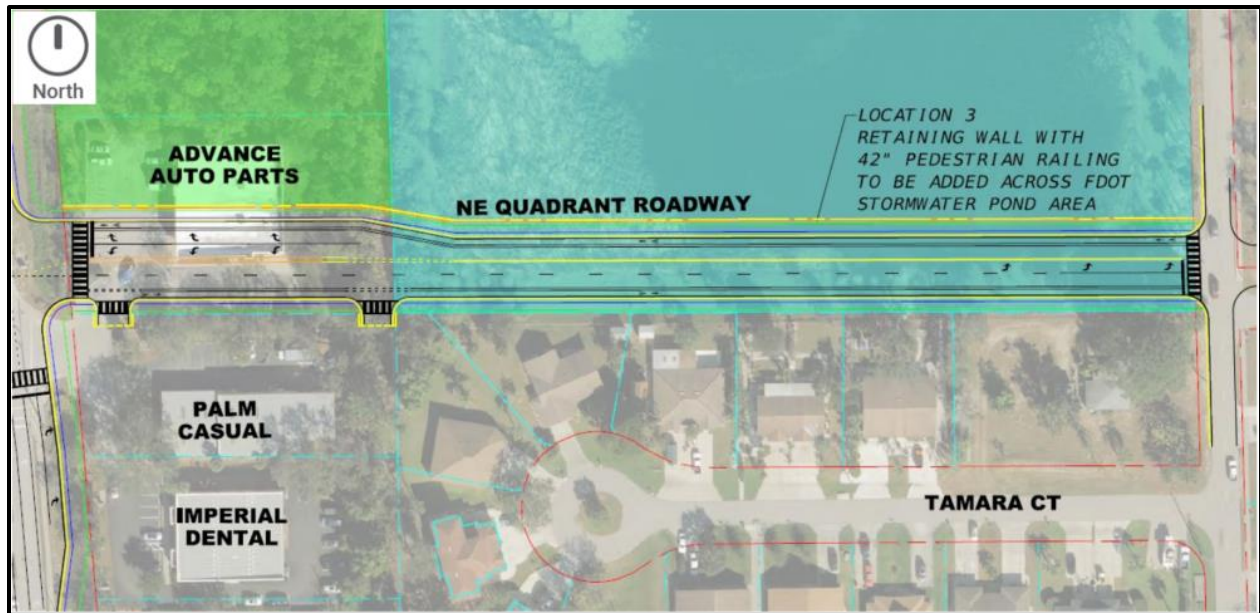 North
ADVANCE
AUTO PARTS
LOCATION 3
RETAINING WALL WITH
42" PEDESTRIAN RAILING
TO BE ADDED ACROSS FDOT
STORMWATER POND AREA
NE QUADRANT ROADWAY
PALM
CASUAL
IMPERIAL
DENTAL
TAMARA CT